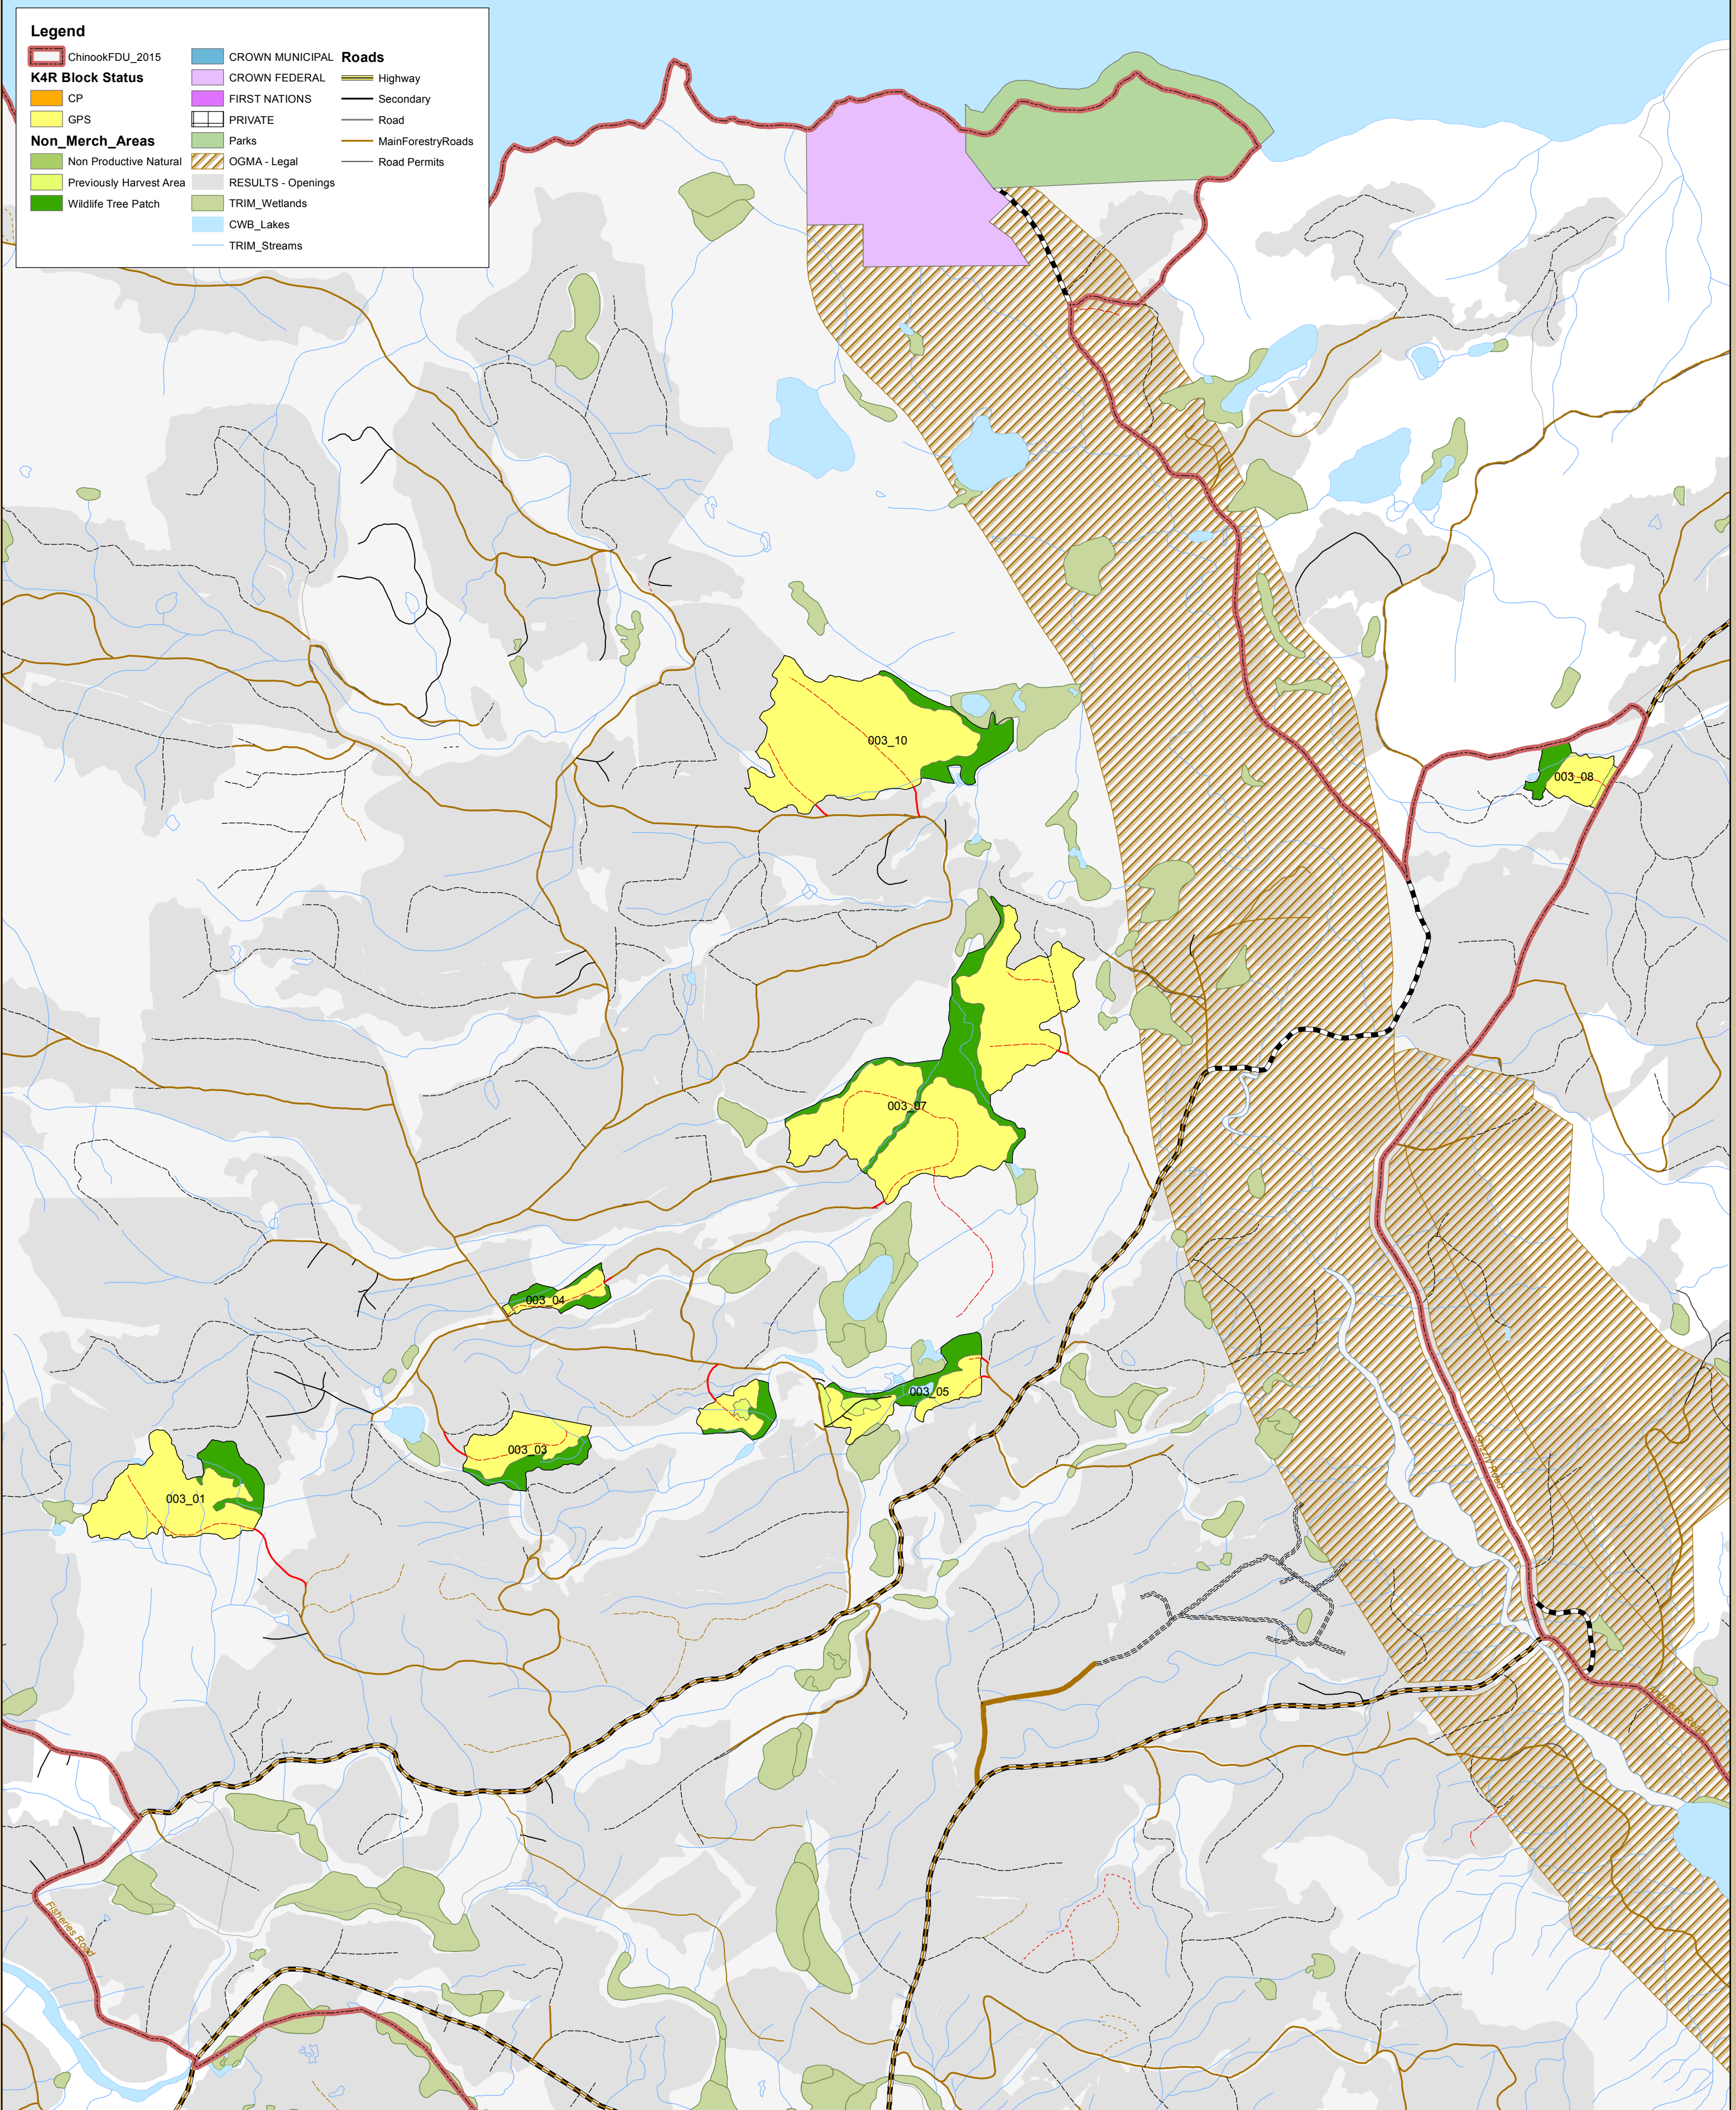 Legend
ChinookFDU_2015
K4R Block Status
CP
GPS
Non_Merch_Areas
Non Productive Natural
Previously Harvest Area
Wildlife Tree Patch
CROWN MUNICIPAL
CROWN FEDERAL
FIRST NATIONS
PRIVATE
Parks
OGMA - Legal
RESULTS - Openings
TRIM_Wetlands
CWB_Lakes
TRIM_Streams
Roads
Highway
Secondary
Road
MainForestryRoads
Road Permits
003_10
003_08
003_07
003_04
003_05
003_03
003_01
Road
Road
Fisheries Road